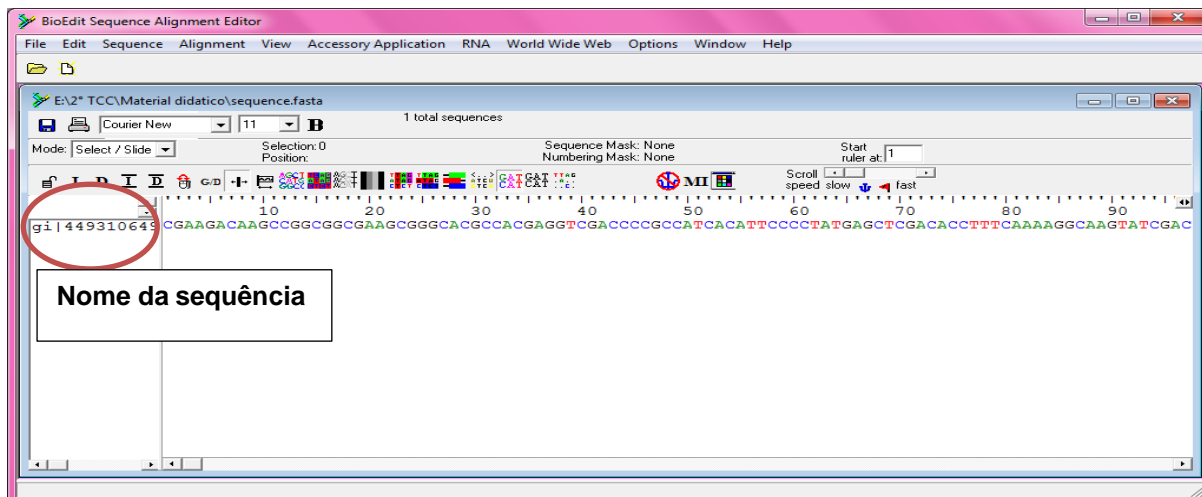 BioEdit Sequence Alignment Editor
File Edit Sequence Alignment View Accessory Application RNA World Wide Web Options Window Help
E:\2° TCC\Material didatico\sequence.fasta
Courier New 11 B 1 total sequences
Mode: Select / Slide Selection: 0 Sequence Mask: None Start
Position: Numbering Mask: None ruler at: 1
I D I D G/D MI Scroll
speed slow fast
10 20 30 40 50 60 70 80 90
gi|449310649 CGAAGACAAGCCGGCGGCGAAGCGGGCACGCCACGAGGTCGACCCCGCCATCACATTCCCCTATGAGCTCGACACCTTTCAAAAGGCAAGTATCGAC
Nome da sequência